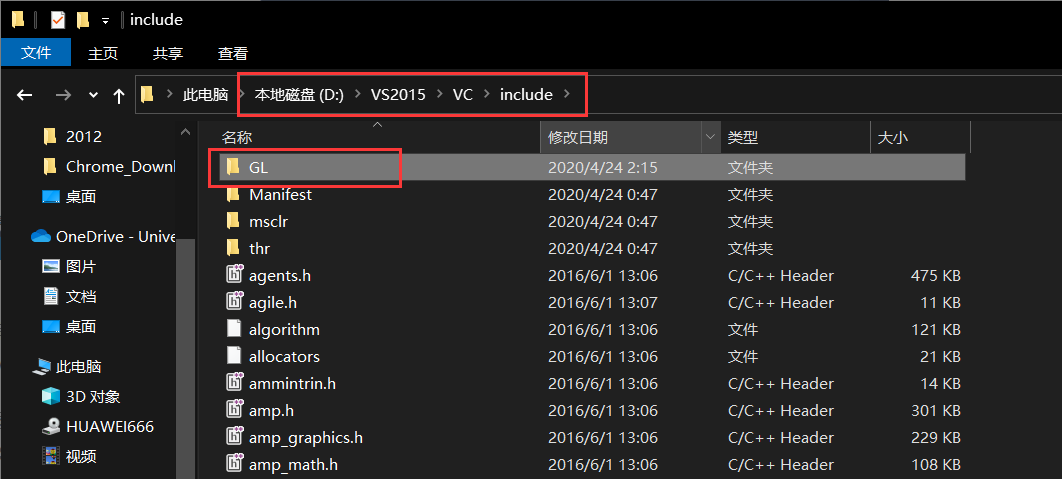 include
文件 主页 共享 查看
此电脑 本地磁盘 (D:) VS2015 VC include
2012
Chrome_Downl
桌面
OneDrive - Unive
图片
文档
桌面
此电脑
3D 对象
HUAWEI666
视频
名称 修改日期 类型 大小
GL 2020/4/24 2:15 文件夹
Manifest 2020/4/24 0:47 文件夹
msclr 2020/4/24 0:47 文件夹
thr 2020/4/24 0:47 文件夹
agents.h 2016/6/1 13:06 C/C++ Header 475 KB
agile.h 2016/6/1 13:07 C/C++ Header 11 KB
algorithm 2016/6/1 13:06 文件 121 KB
allocators 2016/6/1 13:06 文件 21 KB
ammintrin.h 2016/6/1 13:06 C/C++ Header 14 KB
amp.h 2016/6/1 13:06 C/C++ Header 301 KB
amp_graphics.h 2016/6/1 13:06 C/C++ Header 229 KB
amp_math.h 2016/6/1 13:06 C/C++ Header 108 KB